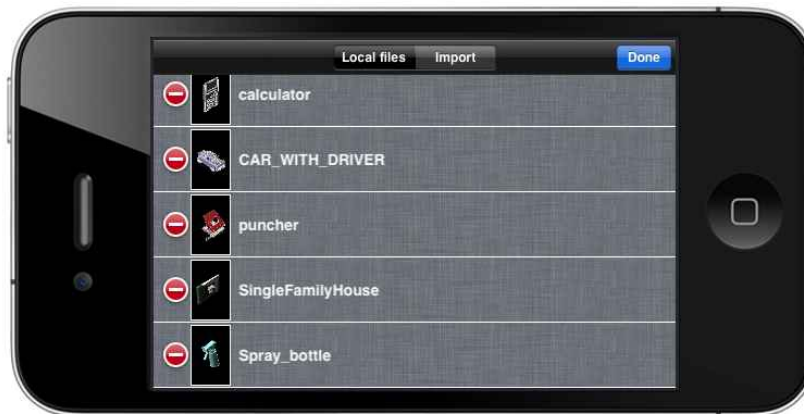 Local files Import Done
calculator
CAR_WITH_DRIVER
puncher
SingleFamilyHouse
Spray_bottle